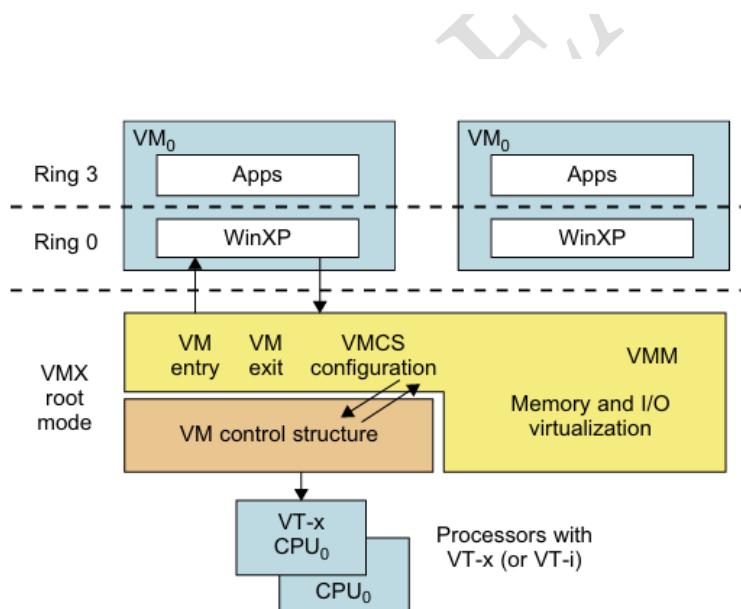 VM₀
VM₀
Ring 3
Apps
Apps
Ring 0
WinXP
WinXP
VMX
root
mode
VM
entry
VM
exit
VMCS
configuration
VMM
Memory and I/O
virtualization
VM control structure
VT-x
CPU₀
CPU₀
Processors with
VT-x (or VT-i)